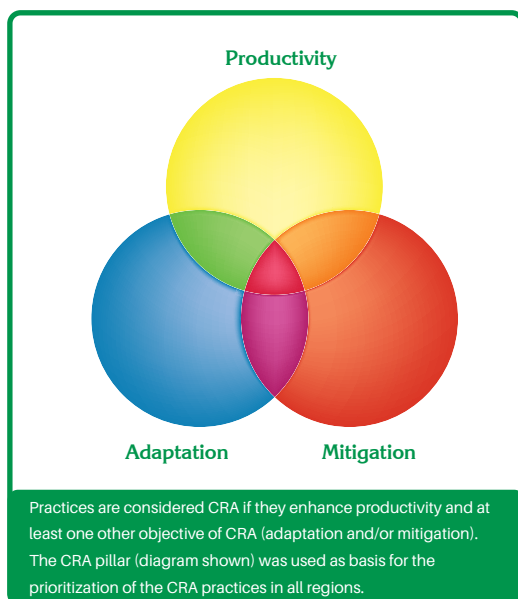 Productivity
Adaptation
Mitigation
Practices are considered CRA if they enhance productivity and at
least one other objective of CRA (adaptation and/or mitigation).
The CRA pillar (diagram shown) was used as basis for the
prioritization of the CRA practices in all regions.